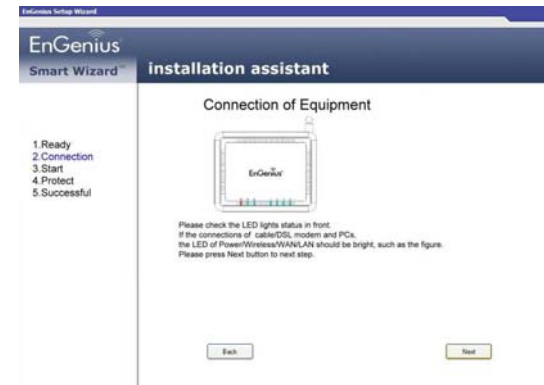 EnGenius Setup Wizard
EnGenius
Smart Wizard™
installation assistant
Connection of Equipment
1.Ready
2.Connection
3.Start
4.Protect
5.Successful
EnGenius
Please check the LED lights status in front.
If the connections of cable/DSL modem and PCs,
the LED of Power/Wireless/WAN/LAN should be bright, such as the figure.
Please press Next button to next step.
Back
Next